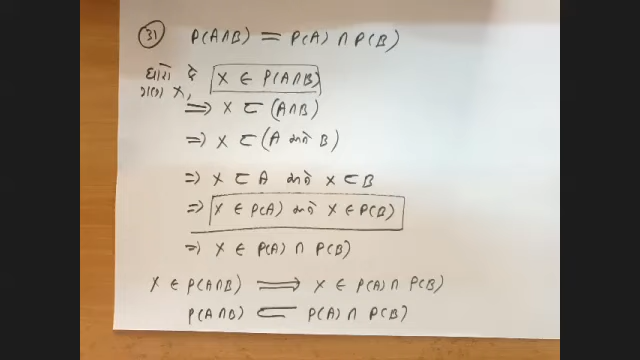 31 P(A∩B) = P(A) ∩ P(B)
ધારો કે
X, X ∈ P(A∩B)
⟹ X ⊂ (A∩B)
⇒ X ⊂ (A અને B)
⇒ X ⊂ A અને X ⊂ B
⇒ X ∈ P(A) અને X ∈ P(B)
⇒ X ∈ P(A) ∩ P(B)
X ∈ P(A∩B) ⟹ X ∈ P(A) ∩ P(B)
P(A∩B) ⊂ P(A) ∩ P(B)